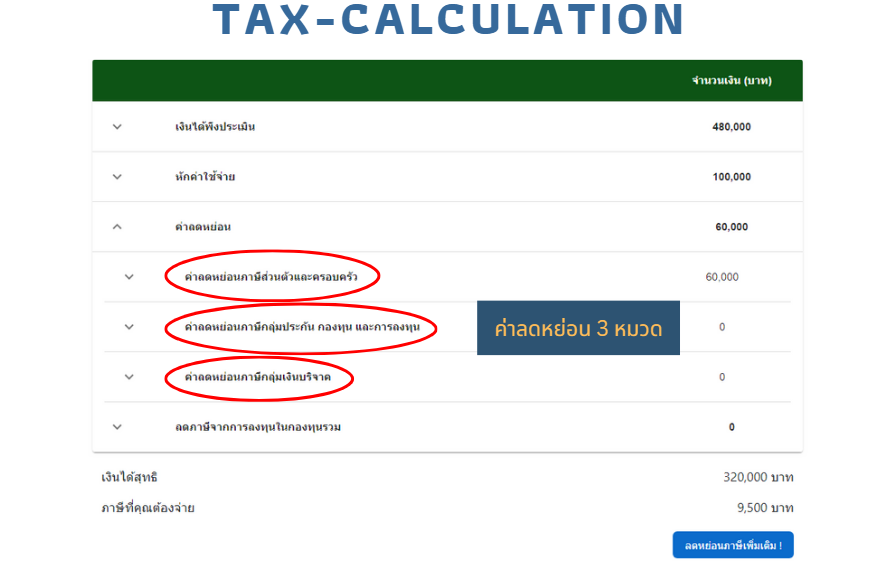 TAX-CALCULATION
จำนวนเงิน (บาท)
เงินได้พึงประเมิน 480,000
หักค่าใช้จ่าย 100,000
ค่าลดหย่อน 60,000
ค่าลดหย่อนภาษีส่วนตัวและครอบครัว 60,000
ค่าลดหย่อนภาษีกลุ่มประกัน กองทุน และการลงทุน ค่าลดหย่อน 3 หมวด 0
ค่าลดหย่อนภาษีกลุ่มเงินบริจาค 0
ลดภาษีจากการลงทุนในกองทุนรวม 0
เงินได้สุทธิ 320,000 บาท
ภาษีที่คุณต้องจ่าย 9,500 บาท
ลดหย่อนภาษีเพิ่มเติม !